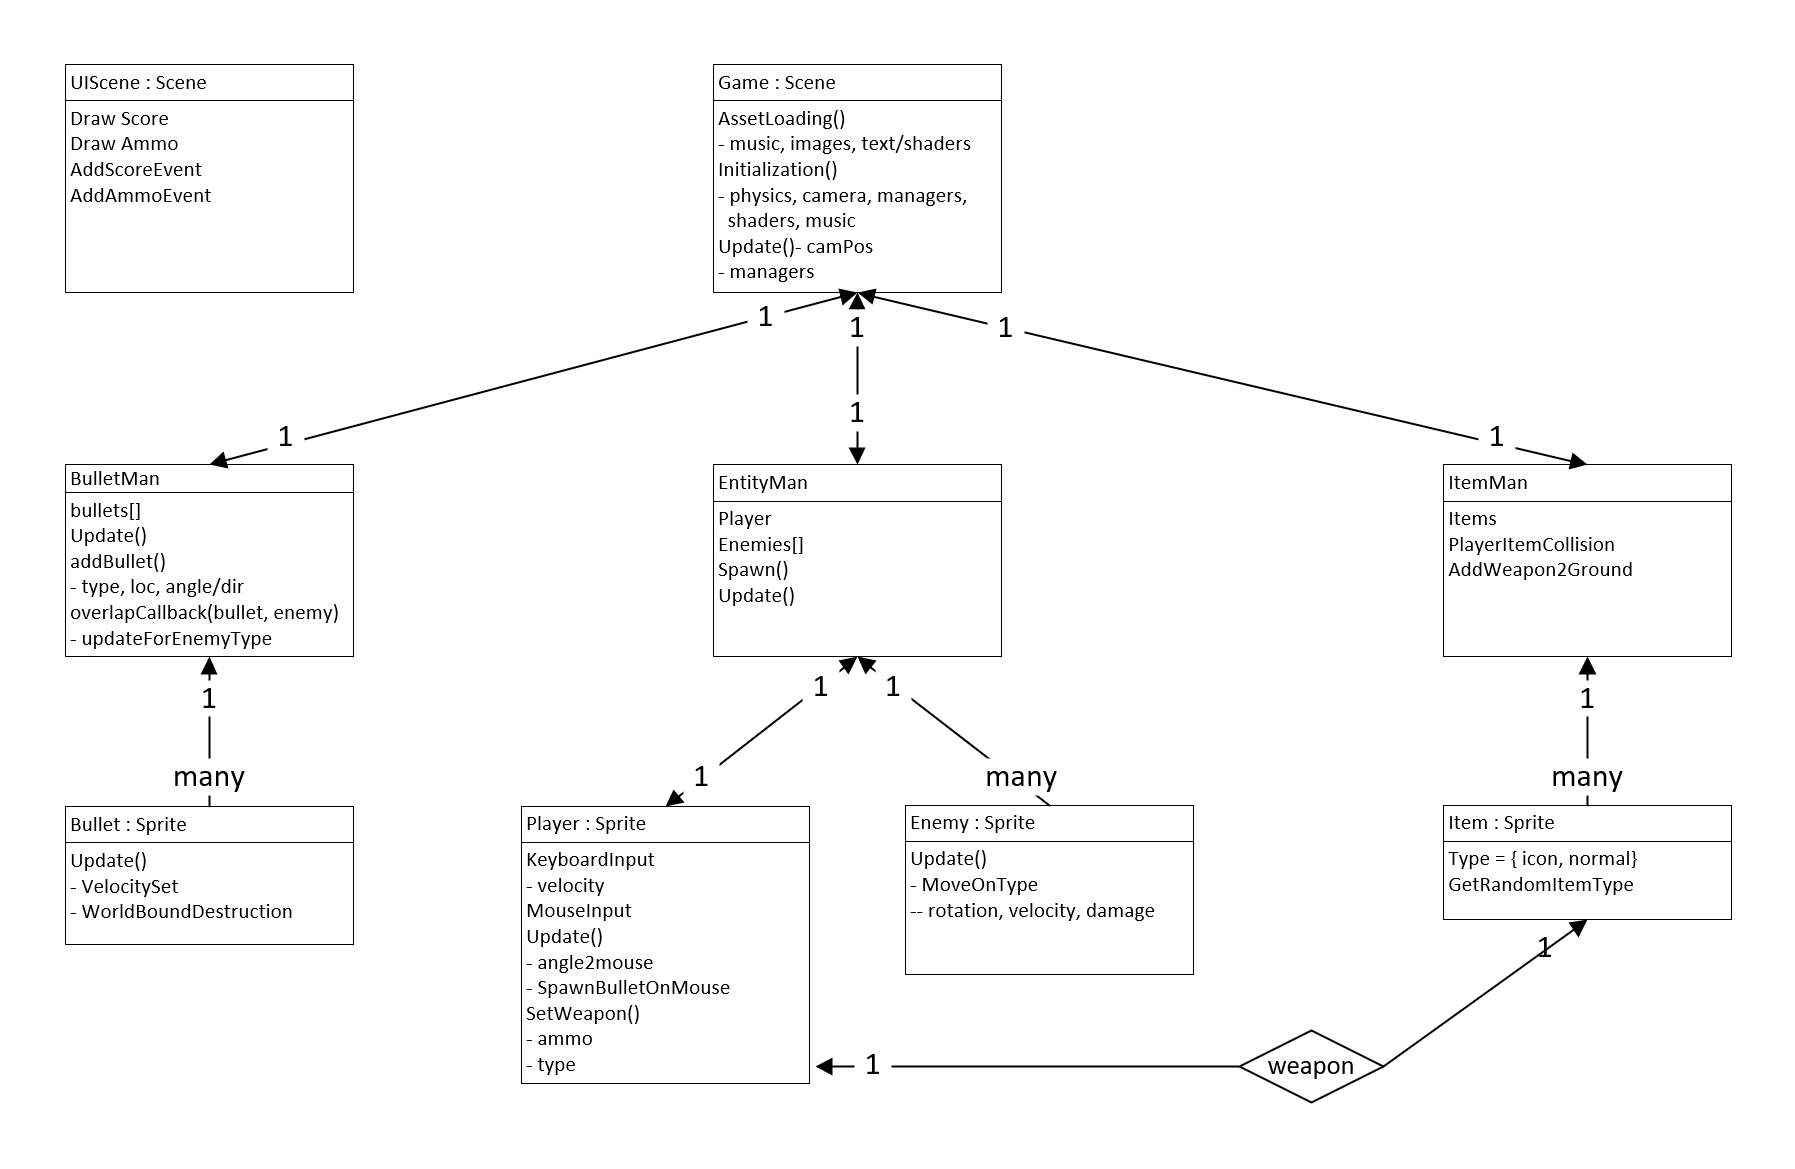 UIScene : Scene
Draw Score
Draw Ammo
AddScoreEvent
AddAmmoEvent
Game : Scene
AssetLoading()
- music, images, text/shaders
Initialization()
- physics, camera, managers,
shaders, music
Update()- camPos
- managers
1
1
1
1
1
1
BulletMan
bullets[]
Update()
addBullet()
- type, loc, angle/dir
overlapCallback(bullet, enemy)
- updateForEnemyType
EntityMan
Player
Enemies[]
Spawn()
Update()
ItemMan
Items
PlayerItemCollision
AddWeapon2Ground
1
1
1
1
many
1
many
many
Bullet : Sprite
Update()
- VelocitySet
- WorldBoundDestruction
Player : Sprite
KeyboardInput
- velocity
MouseInput
Update()
- angle2mouse
- SpawnBulletOnMouse
SetWeapon()
- ammo
- type
Enemy : Sprite
Update()
- MoveOnType
-- rotation, velocity, damage
Item : Sprite
Type = { icon, normal}
GetRandomItemType
1
1
weapon